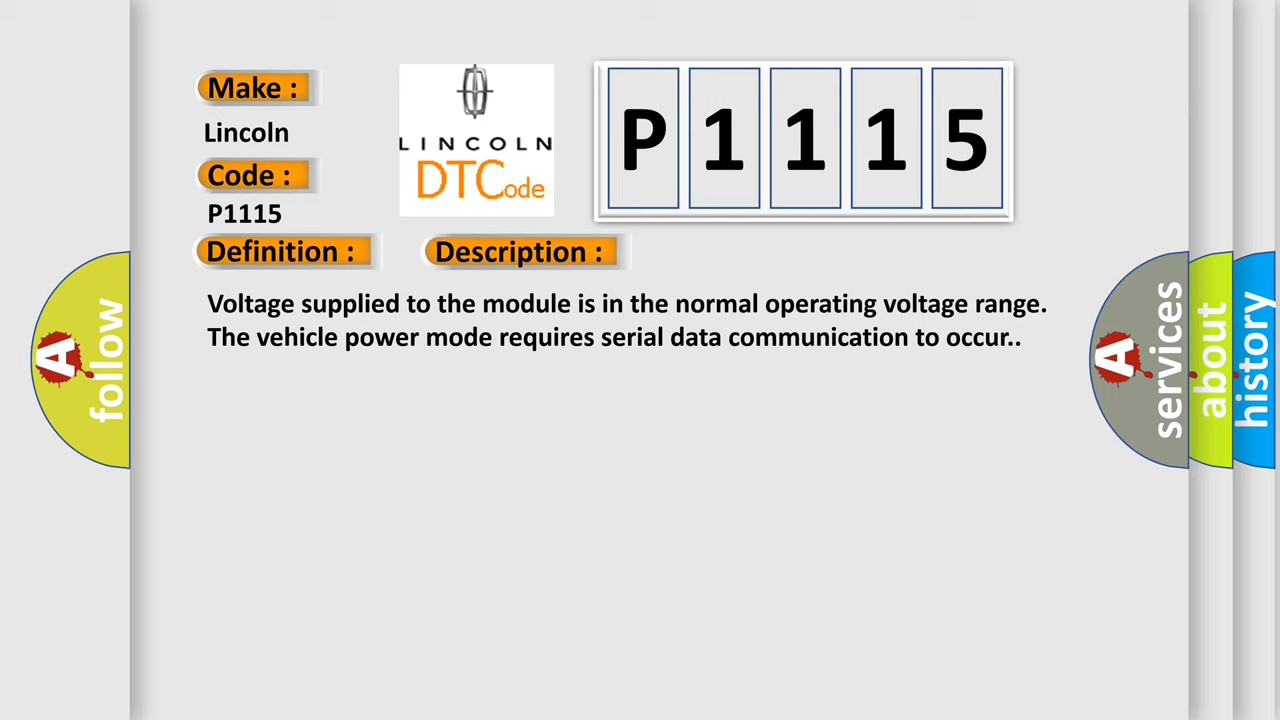 Make :
Lincoln
Code :
P1115
LINCOLN
DTCode
P 1 1 1 5
Definition :
Description :
Voltage supplied to the module is in the normal operating voltage range.
The vehicle power mode requires serial data communication to occur..
A follow
A services
about
history